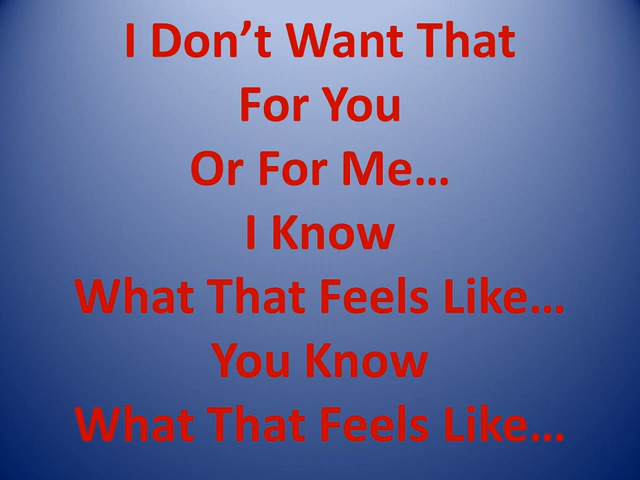 I Don’t Want That
For You
Or For Me…
I Know
What That Feels Like…
You Know
What That Feels Like…